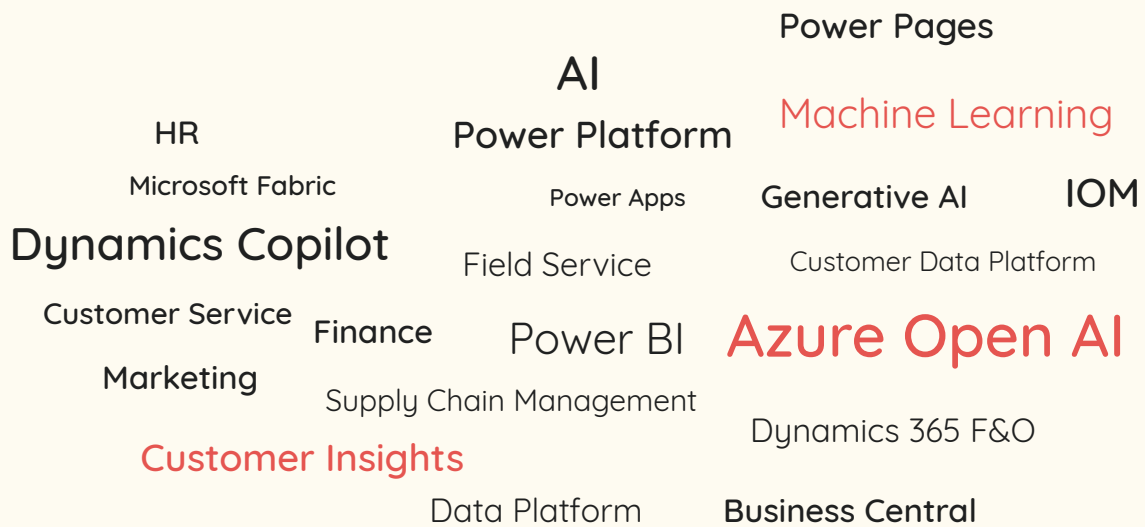 Power Pages
AI
Machine Learning
HR
Power Platform
Microsoft Fabric
Power Apps
Generative AI
IOM
Dynamics Copilot
Field Service
Customer Data Platform
Customer Service
Finance
Power BI
Azure Open AI
Marketing
Supply Chain Management
Dynamics 365 F&O
Customer Insights
Data Platform
Business Central